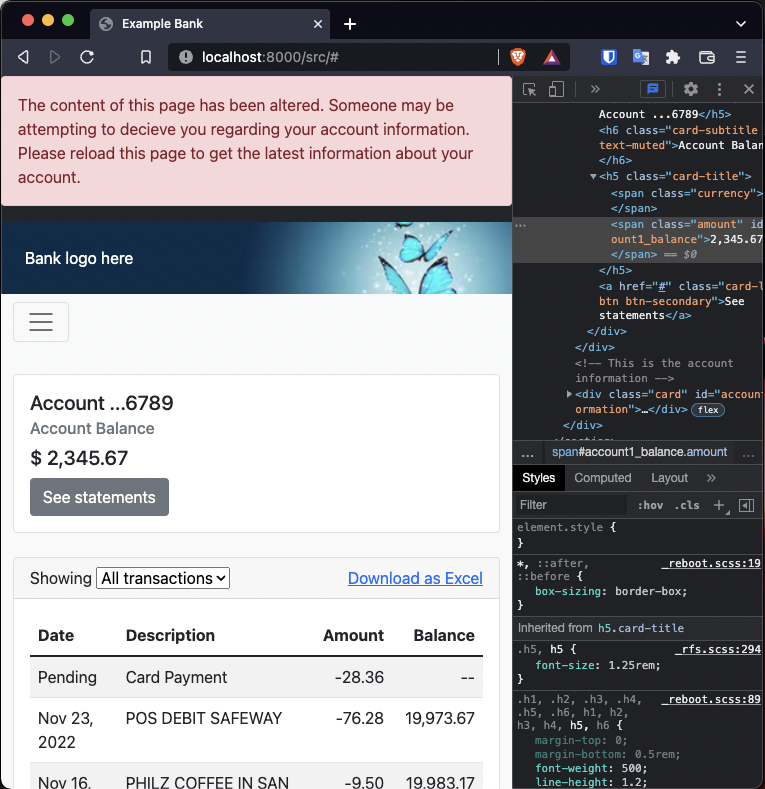 Example Bank
localhost:8000/src/#
The content of this page has been altered. Someone may be
attempting to decieve you regarding your account information.
Please reload this page to get the latest information about your
account.
Bank logo here
Account ...6789
Account Balance
$ 2,345.67
See statements
Showing All transactions Download as Excel
Date Description Amount Balance
Pending Card Payment -28.36 --
Nov 23, 2022 POS DEBIT SAFEWAY -76.28 19,973.67
Nov 16, PHILZ COFFEE IN SAN -9.50 19,983.17
Account ...6789</h5>
<h6 class="card-subtitle
text-muted">Account Balan
</h6>
<h5 class="card-title">
<span class="currency">
</span>
<span class="amount" id
ount1_balance">2,345.67
</span> == $0
</h5>
<a href="#" class="card-l
btn btn-secondary">See
statements</a>
</div>
</div>
<!-- This is the account
information -->
<div class="card" id="account
ormation">…</div> flex
</div>
</section>
... span#account1_balance.amount ...
Styles Computed Layout »
Filter :hov .cls +
element.style {
}
*, ::after, _reboot.scss:19
::before {
box-sizing: border-box;
}
Inherited from h5.card-title
.h5, h5 { _rfs.scss:294
font-size: 1.25rem;
}
.h1, .h2, .h3, .h4, _reboot.scss:89
.h5, .h6, h1, h2,
h3, h4, h5, h6 {
margin-top: 0;
margin-bottom: 0.5rem;
font-weight: 500;
line-height: 1.2;